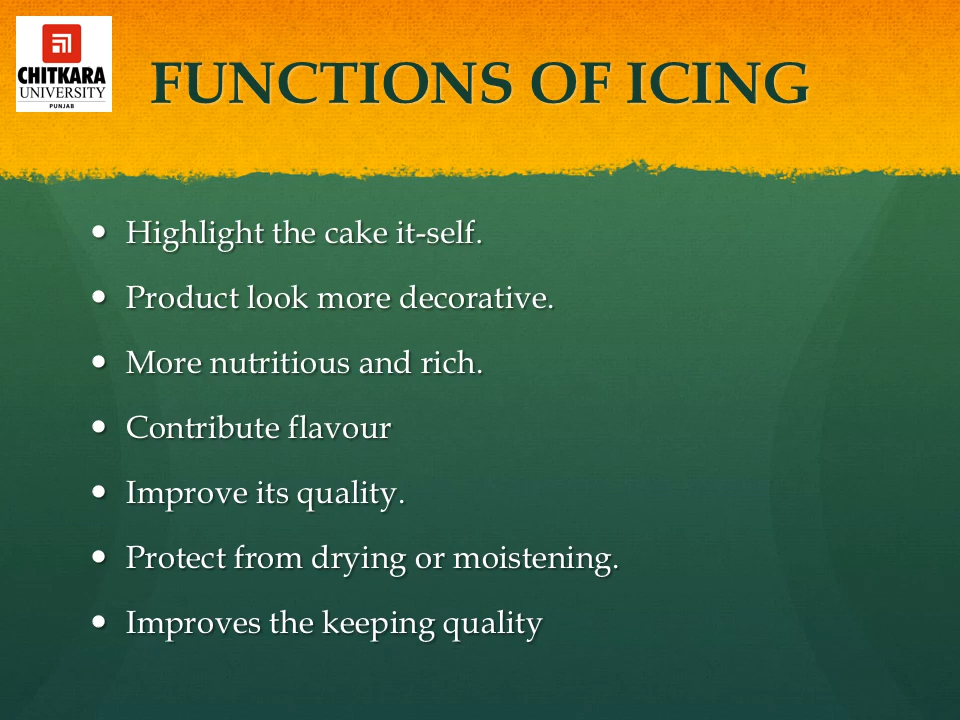 CHITKARA
UNIVERSITY
PUNJAB
FUNCTIONS OF ICING
• Highlight the cake it-self.
• Product look more decorative.
• More nutritious and rich.
• Contribute flavour
• Improve its quality.
• Protect from drying or moistening.
• Improves the keeping quality